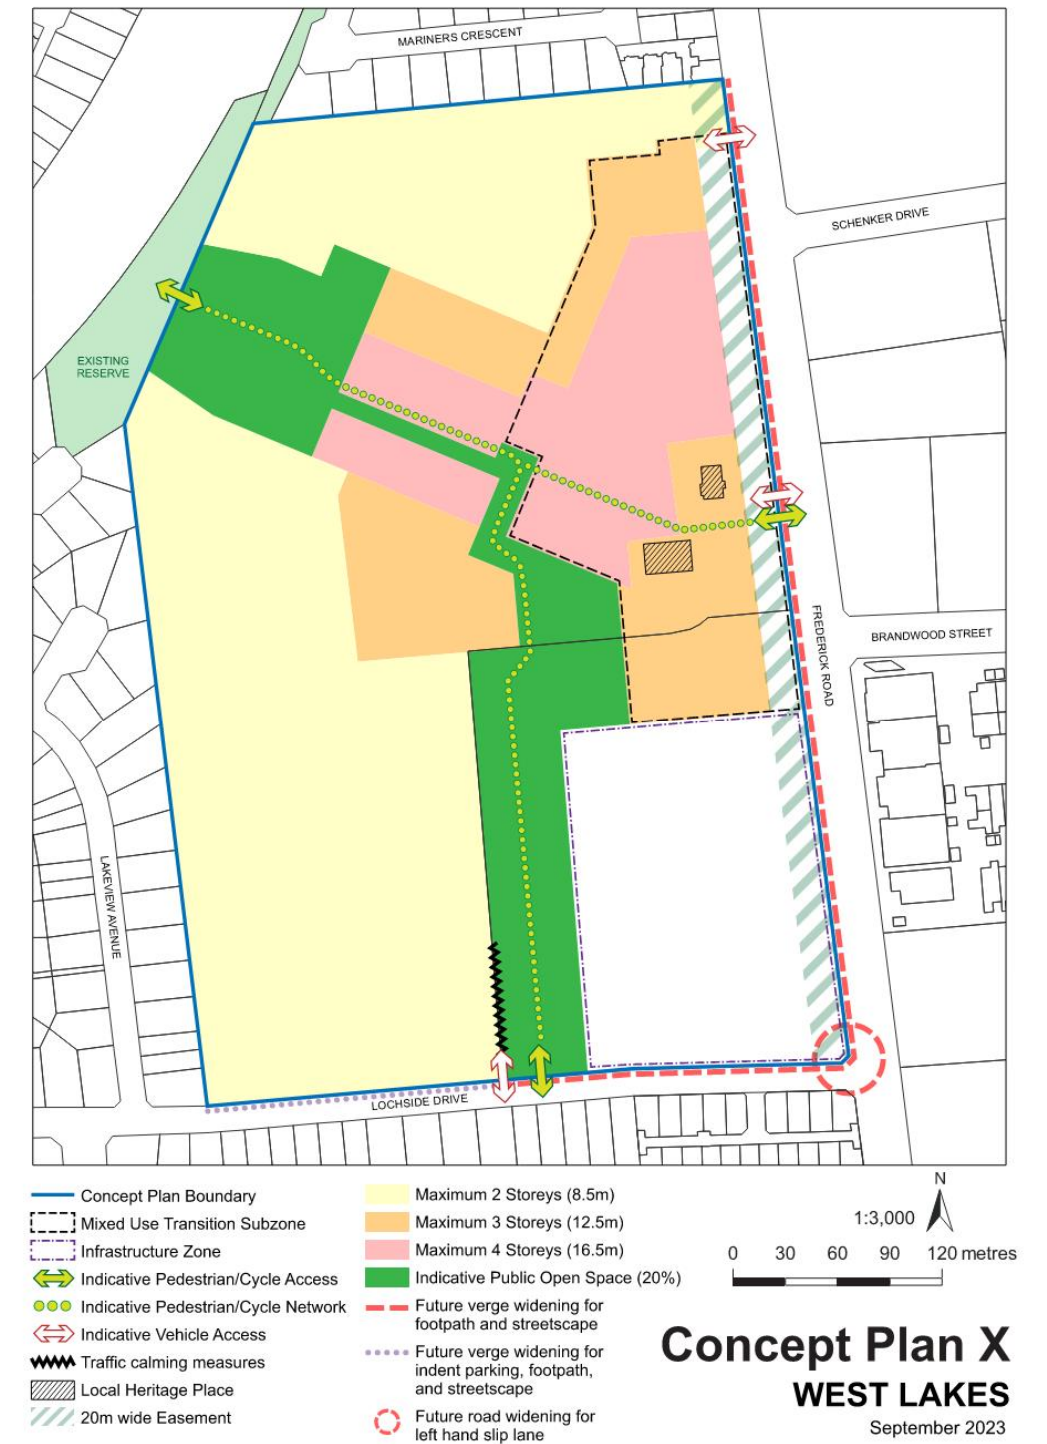 MARINERS CRESCENT
SCHENKER DRIVE
EXISTING
RESERVE
FREDERICK ROAD
BRANDWOOD STREET
LAKEVIEW AVENUE
LOCHSIDE DRIVE
Concept Plan Boundary
Mixed Use Transition Subzone
Infrastructure Zone
Indicative Pedestrian/Cycle Access
Indicative Pedestrian/Cycle Network
Indicative Vehicle Access
Traffic calming measures
Local Heritage Place
20m wide Easement
Maximum 2 Storeys (8.5m)
Maximum 3 Storeys (12.5m)
Maximum 4 Storeys (16.5m)
Indicative Public Open Space (20%)
Future verge widening for
footpath and streetscape
Future verge widening for
indent parking, footpath,
and streetscape
Future road widening for
left hand slip lane
N
1:3,000
0 30 60 90 120 metres
Concept Plan X
WEST LAKES
September 2023